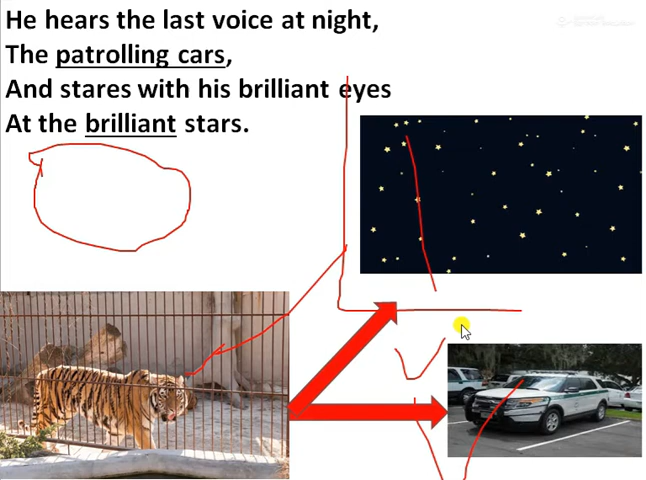 He hears the last voice at night,
The patrolling cars,
And stares with his brilliant eyes
At the brilliant stars.